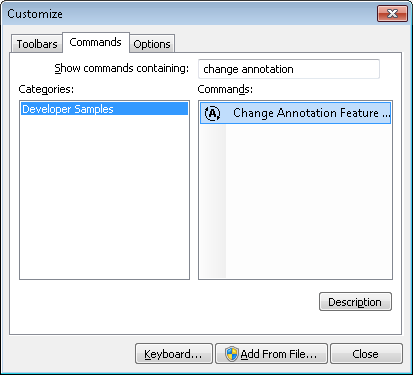 Customize
Toolbars Commands Options
Show commands containing: change annotation
Categories: Commands:
Developer Samples
A Change Annotation Feature ...
Description
Keyboard... Add From File... Close